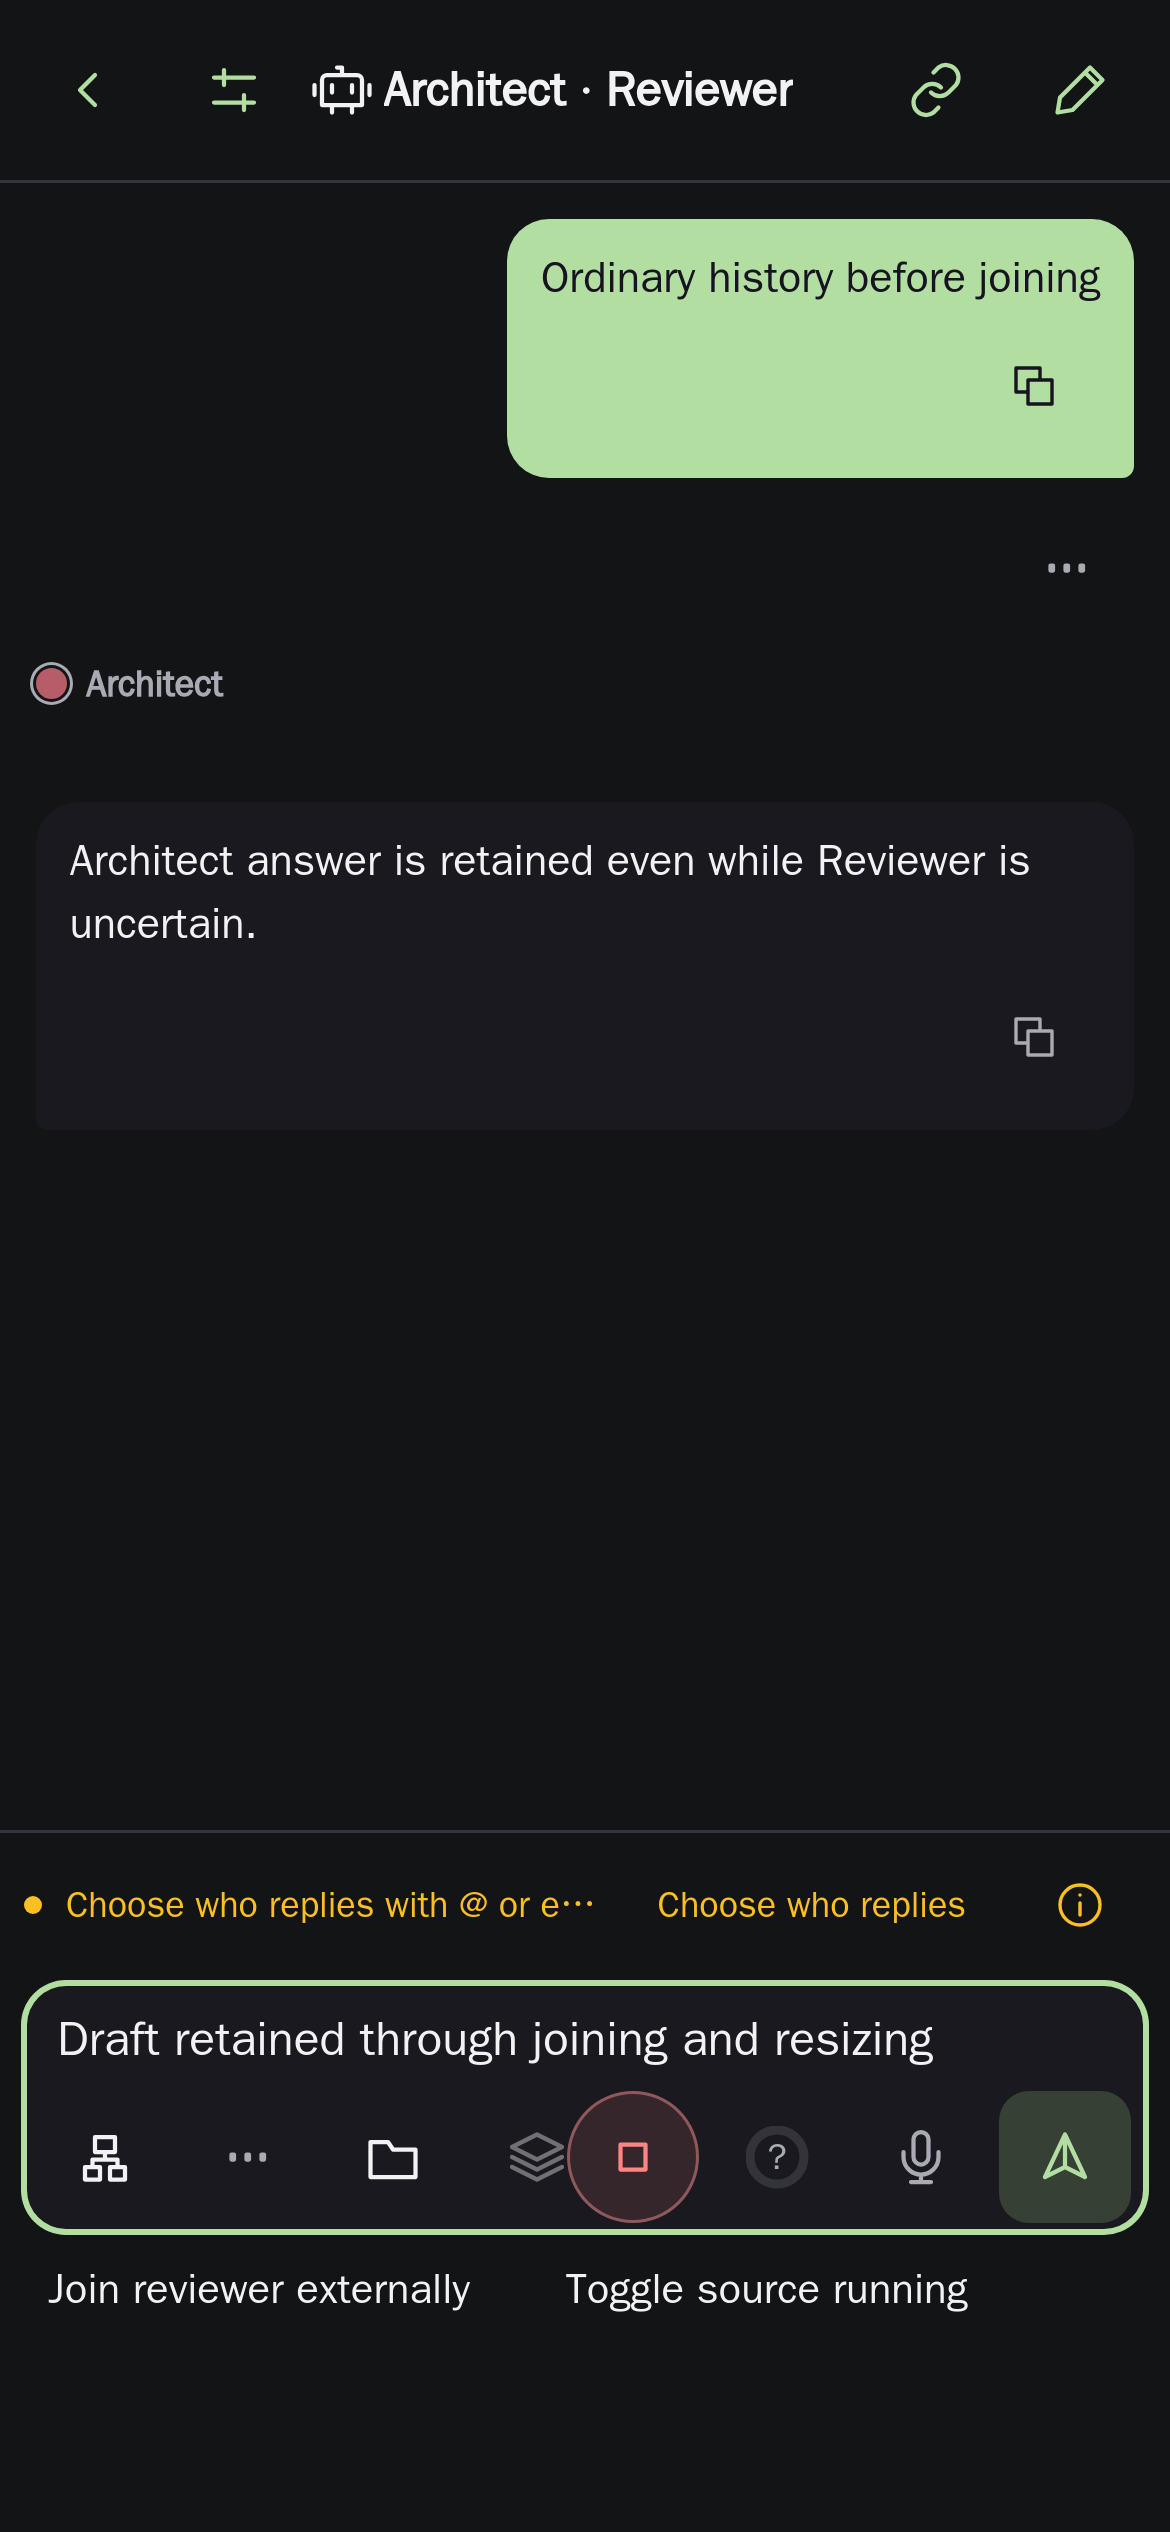 Architect · Reviewer
Ordinary history before joining
Architect
Architect answer is retained even while Reviewer is
uncertain.
Choose who replies with @ or e…
Choose who replies
Draft retained through joining and resizing
?
Join reviewer externally
Toggle source running